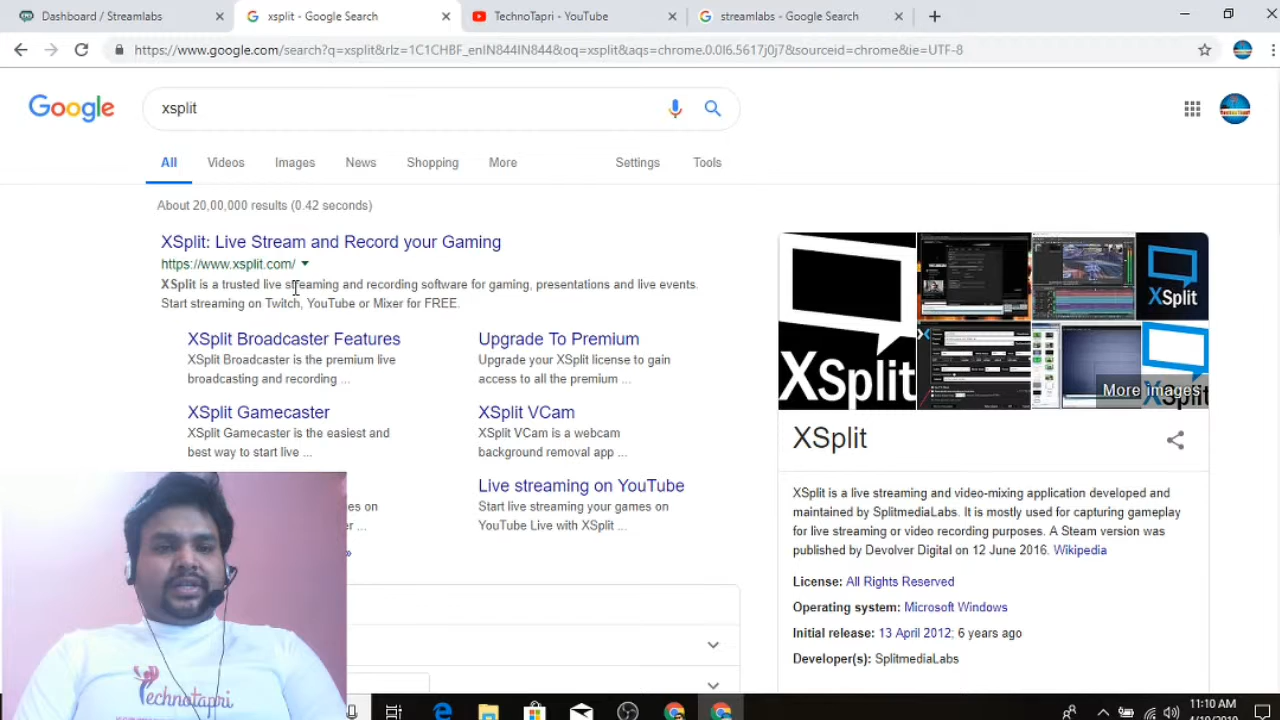 Dashboard / Streamlabs
xsplit - Google Search
TechnoTapri - YouTube
streamlabs - Google Search
https://www.google.com/search?q=xsplit&rlz=1C1CHBF_enIN844IN844&oq=xsplit&aqs=chrome.0.0l6.5617j0j7&sourceid=chrome&ie=UTF-8
Google
xsplit
All
Videos
Images
News
Shopping
More
Settings
Tools
About 20,00,000 results (0.42 seconds)
XSplit: Live Stream and Record your Gaming
https://www.xsplit.com/
XSplit is a trusted live streaming and recording software for gaming, presentations and live events.
Start streaming on Twitch, YouTube or Mixer for FREE.
XSplit Broadcaster Features
XSplit Broadcaster is the premium live
broadcasting and recording ...
Upgrade To Premium
Upgrade your XSplit license to gain
access to all the premium ...
XSplit Gamecaster
XSplit Gamecaster is the easiest and
best way to start live ...
XSplit VCam
XSplit VCam is a webcam
background removal app ...
es on
r ...
Live streaming on YouTube
Start live streaming your games on
YouTube Live with XSplit ...
»
XSplit
XSplit
More images
XSplit
XSplit is a live streaming and video-mixing application developed and
maintained by SplitmediaLabs. It is mostly used for capturing gameplay
for live streaming or video recording purposes. A Steam version was
published by Devolver Digital on 12 June 2016. Wikipedia
License: All Rights Reserved
Operating system: Microsoft Windows
Initial release: 13 April 2012; 6 years ago
Developer(s): SplitmediaLabs
Technotapri
11:10 AM